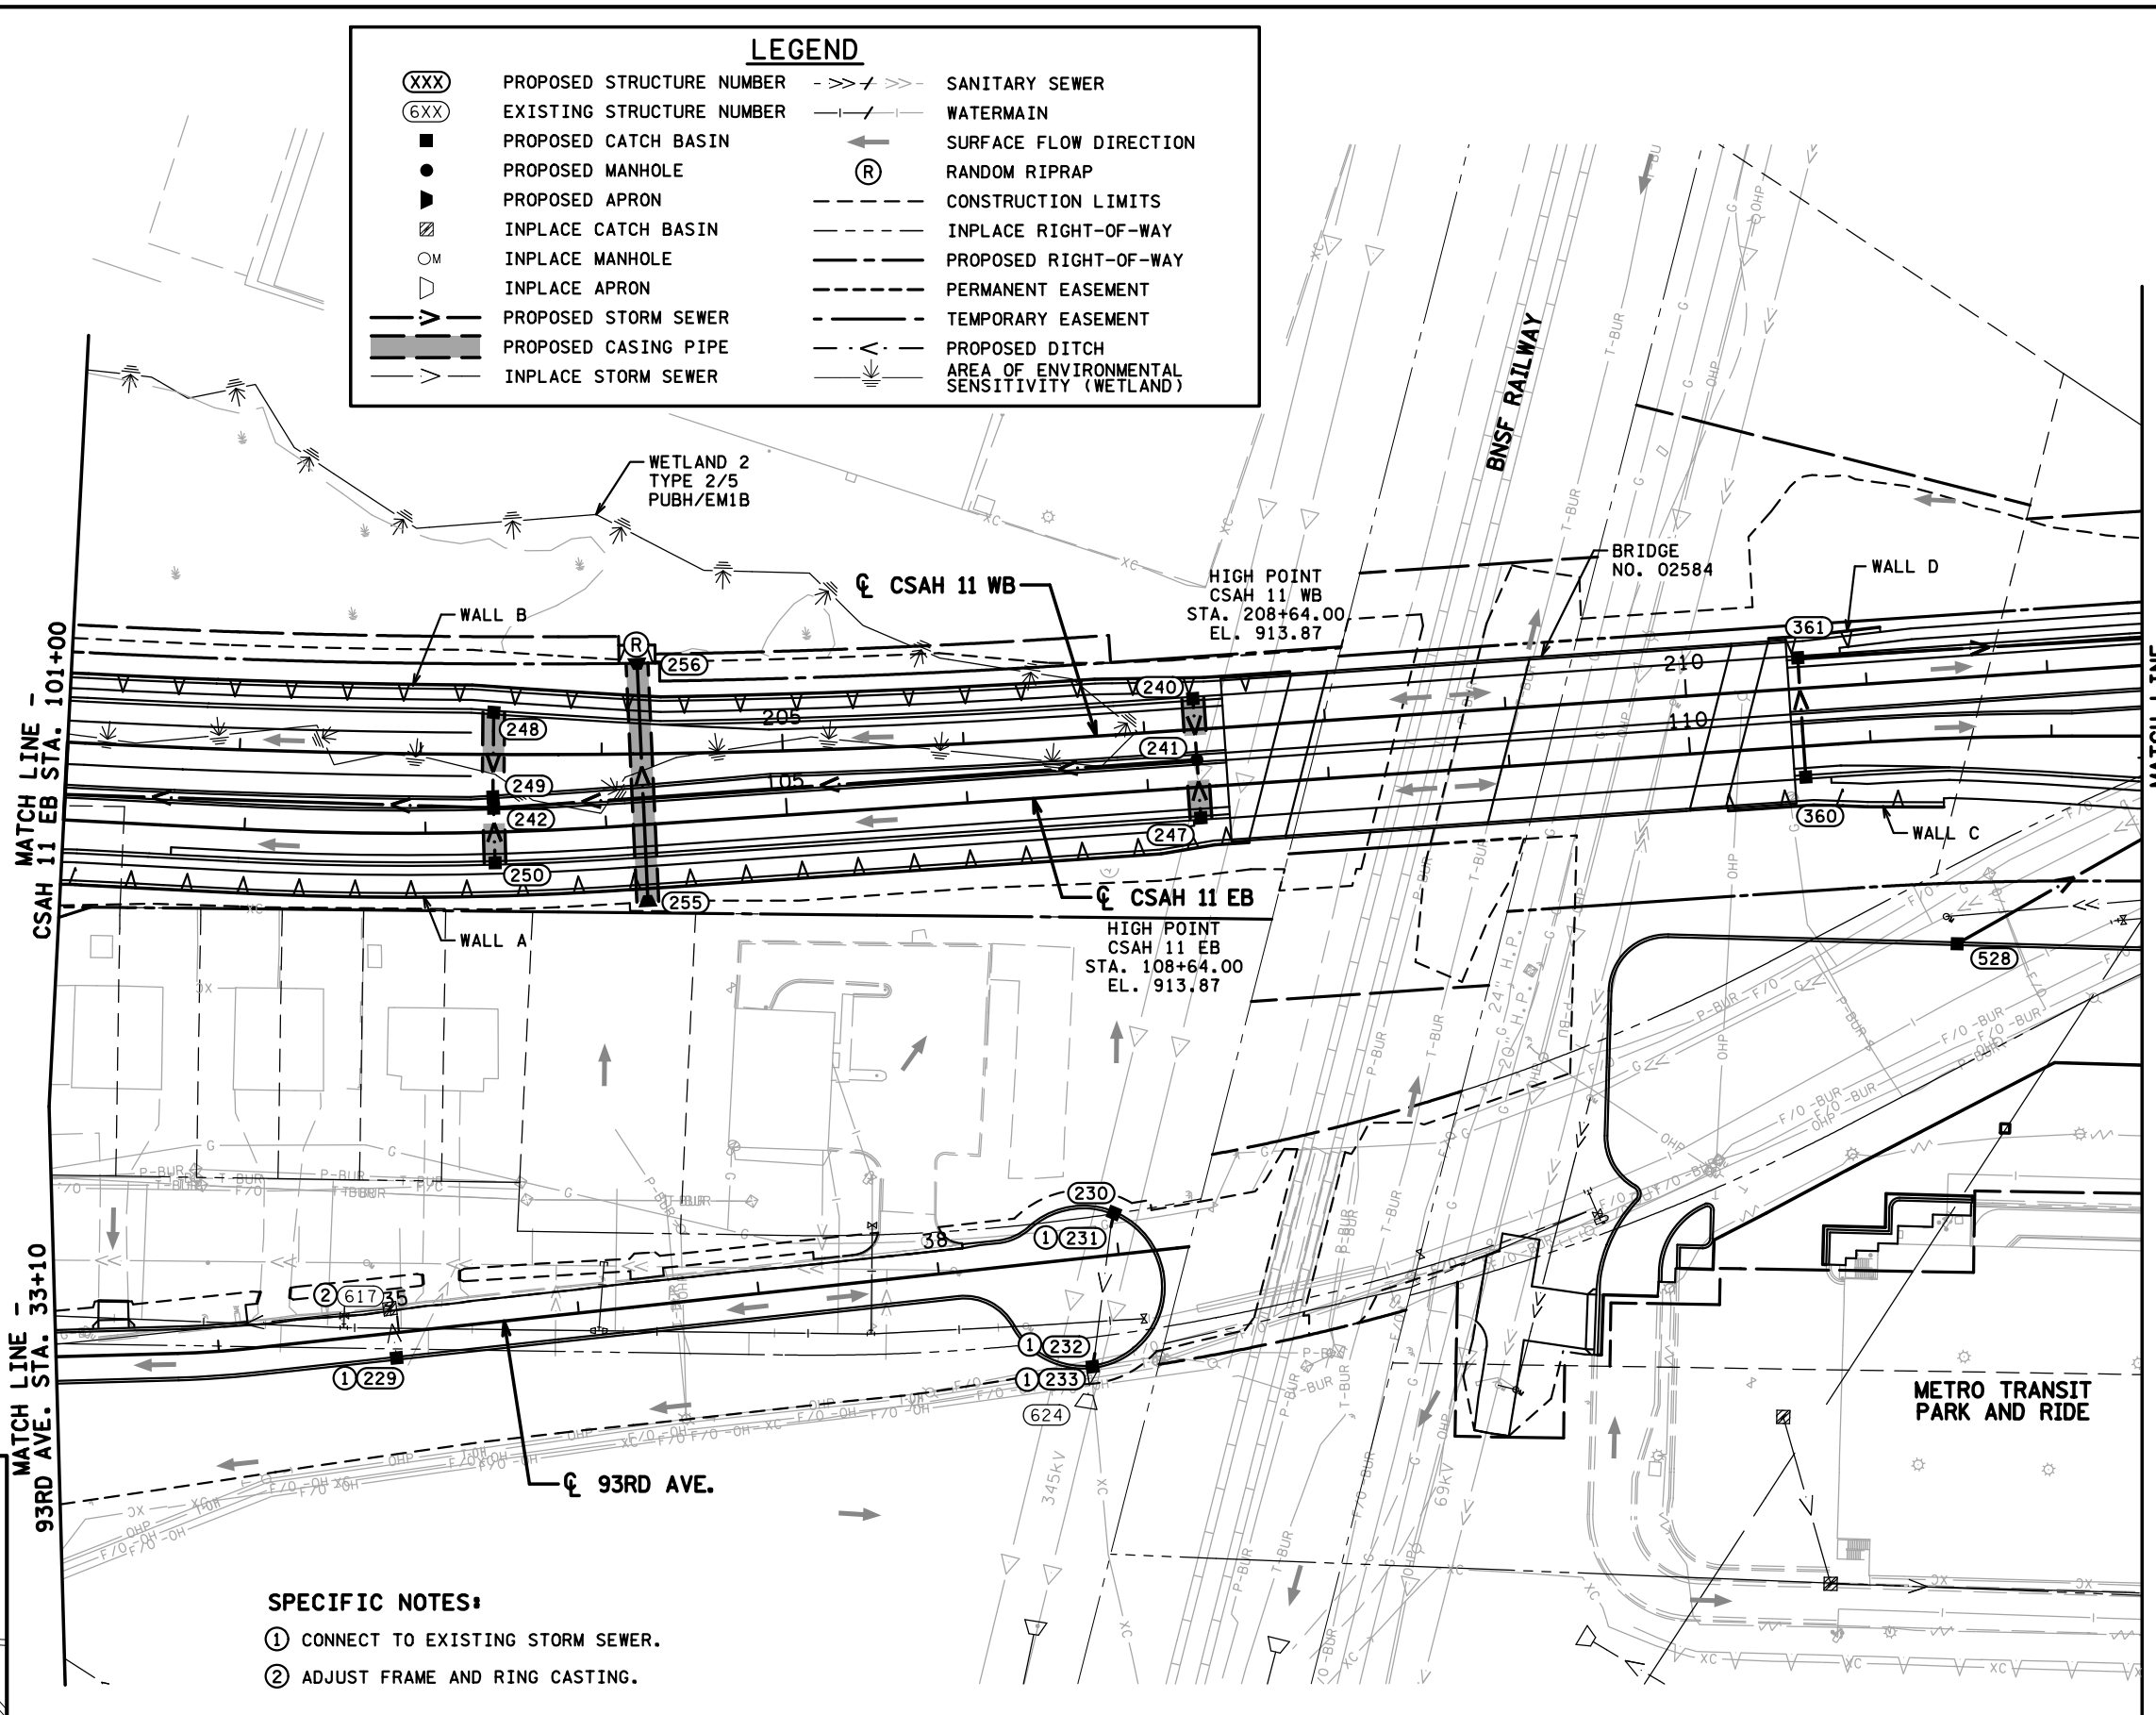 LEGEND
XXX PROPOSED STRUCTURE NUMBER
6XX EXISTING STRUCTURE NUMBER
PROPOSED CATCH BASIN
PROPOSED MANHOLE
PROPOSED APRON
INPLACE CATCH BASIN
M INPLACE MANHOLE
INPLACE APRON
PROPOSED STORM SEWER
PROPOSED CASING PIPE
INPLACE STORM SEWER
SANITARY SEWER
WATERMAIN
SURFACE FLOW DIRECTION
R RANDOM RIPRAP
CONSTRUCTION LIMITS
INPLACE RIGHT-OF-WAY
PROPOSED RIGHT-OF-WAY
PERMANENT EASEMENT
TEMPORARY EASEMENT
PROPOSED DITCH
AREA OF ENVIRONMENTAL
SENSITIVITY (WETLAND)
BNSF RAILWAY
WETLAND 2
TYPE 2/5
PUBH/EM1B
BRIDGE
NO. 02584
WALL D
℄ CSAH 11 WB
HIGH POINT
CSAH 11 WB
STA. 208+64.00
EL. 913.87
WALL B
R
256
361
210
240
205
248
110
241
249
105
242
247
360
WALL C
250
255
℄ CSAH 11 EB
WALL A
HIGH POINT
CSAH 11 EB
STA. 108+64.00
EL. 913.87
528
MATCH LINE -
CSAH 11 EB STA. 101+00
MATCH LINE
24" H.P.
20" H.P.
230
1 231
38
2 617
35
1 232
1 229
1 233
624
MATCH LINE -
93RD AVE. STA. 33+10
℄ 93RD AVE.
345kV
69kV
METRO TRANSIT
PARK AND RIDE
SPECIFIC NOTES:
1 CONNECT TO EXISTING STORM SEWER.
2 ADJUST FRAME AND RING CASTING.